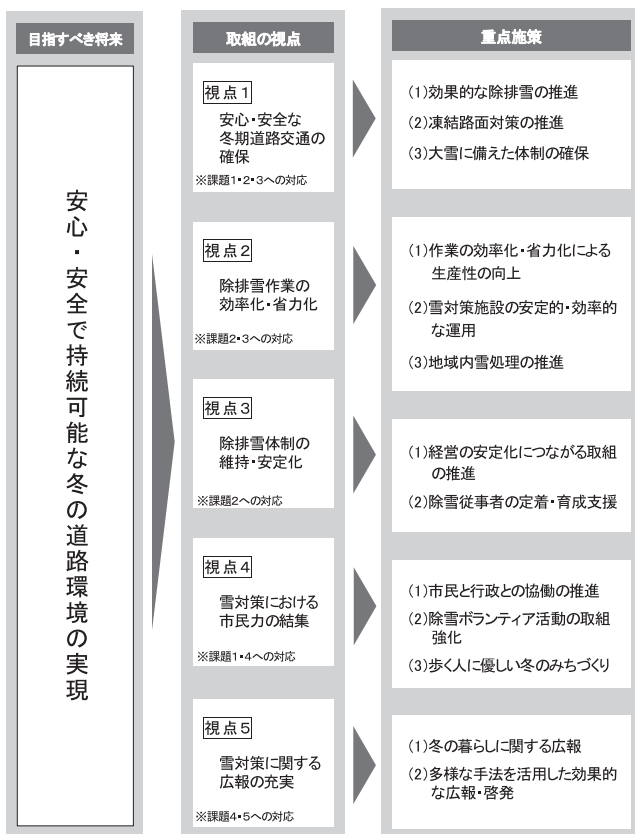 目指すべき将来
取組の視点
重点施策
安心・安全で持続可能な冬の道路環境の実現
視点1
安心・安全な
冬期道路交通の
確保
※課題1・2・3への対応
(1)効果的な除排雪の推進
(2)凍結路面対策の推進
(3)大雪に備えた体制の確保
視点2
除排雪作業の
効率化・省力化
※課題2・3への対応
(1)作業の効率化・省力化による
生産性の向上
(2)雪対策施設の安定的・効率的
な運用
(3)地域内雪処理の推進
視点3
除排雪体制の
維持・安定化
※課題2への対応
(1)経営の安定化につながる取組
の推進
(2)除雪従事者の定着・育成支援
視点4
雪対策における
市民力の結集
※課題1・4への対応
(1)市民と行政との協働の推進
(2)除雪ボランティア活動の取組
強化
(3)歩く人に優しい冬のみちづくり
視点5
雪対策に関する
広報の充実
※課題4・5への対応
(1)冬の暮らしに関する広報
(2)多様な手法を活用した効果的
な広報・啓発